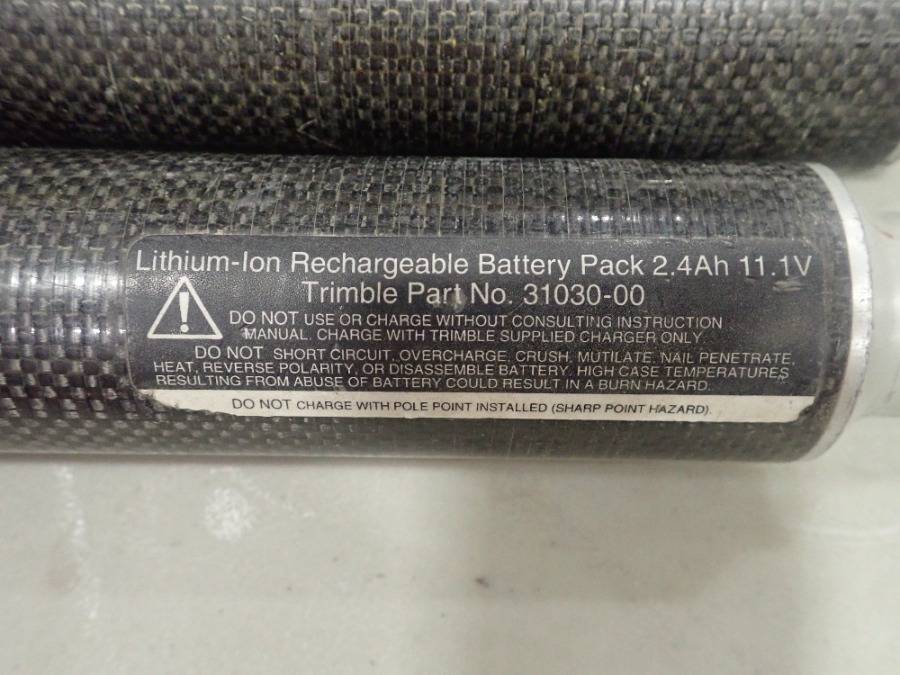 Lithium-Ion Rechargeable Battery Pack 2.4Ah 11.1V
Trimble Part No. 31030-00
DO NOT USE OR CHARGE WITHOUT CONSULTING INSTRUCTION
MANUAL. CHARGE WITH TRIMBLE SUPPLIED CHARGER ONLY.
DO NOT SHORT CIRCUIT, OVERCHARGE, CRUSH, MUTILATE, NAIL PENETRATE,
HEAT, REVERSE POLARITY, OR DISASSEMBLE BATTERY. HIGH CASE TEMPERATURES
RESULTING FROM ABUSE OF BATTERY COULD RESULT IN A BURN HAZARD.
DO NOT CHARGE WITH POLE POINT INSTALLED (SHARP POINT HAZARD).